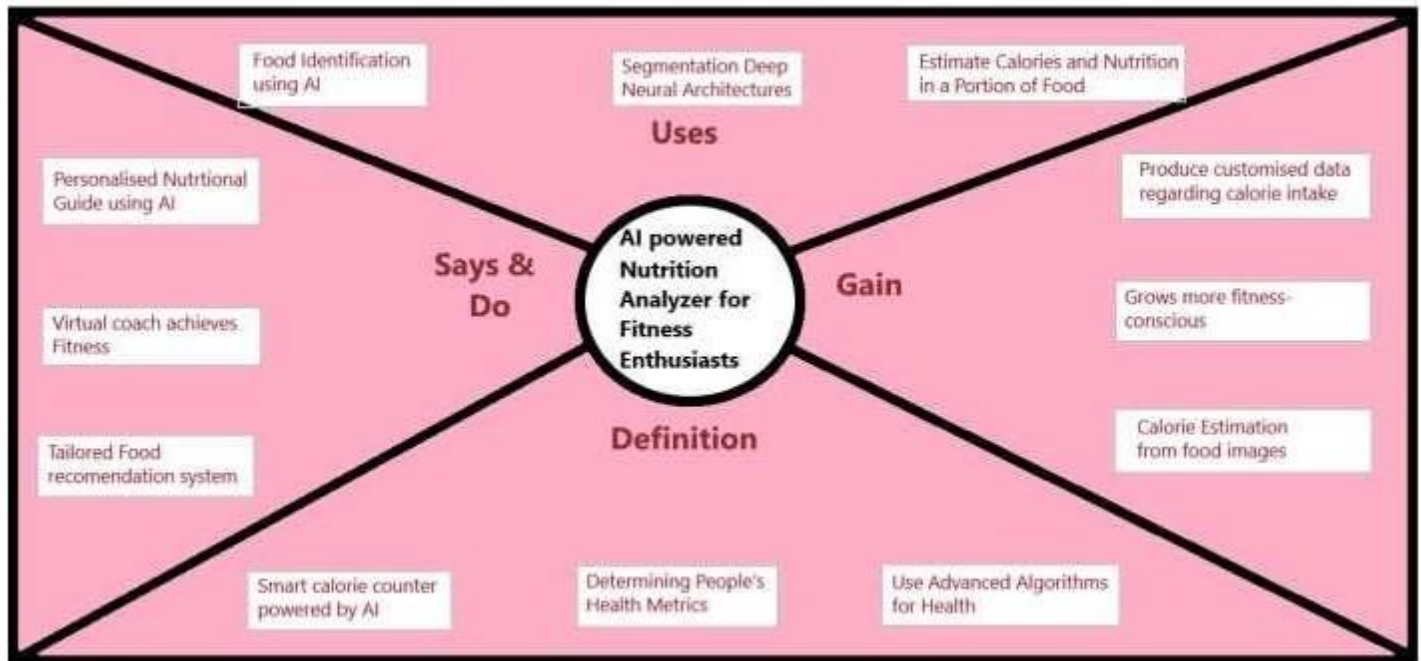 Food Identification
using AI
Segmentation Deep
Neural Architectures
Estimate Calories and Nutrition
in a Portion of Food
Uses
Personalised Nutrtional
Guide using AI
Virtual coach achieves
Fitness
Tailored Food
recomendation system
Says &
Do
AI powered
Nutrition
Analyzer for
Fitness
Enthusiasts
Gain
Produce customised data
regarding calorie intake
Grows more fitness-
conscious
Calorie Estimation
from food images
Definition
Smart calorie counter
powered by AI
Determining People's
Health Metrics
Use Advanced Algorithms
for Health